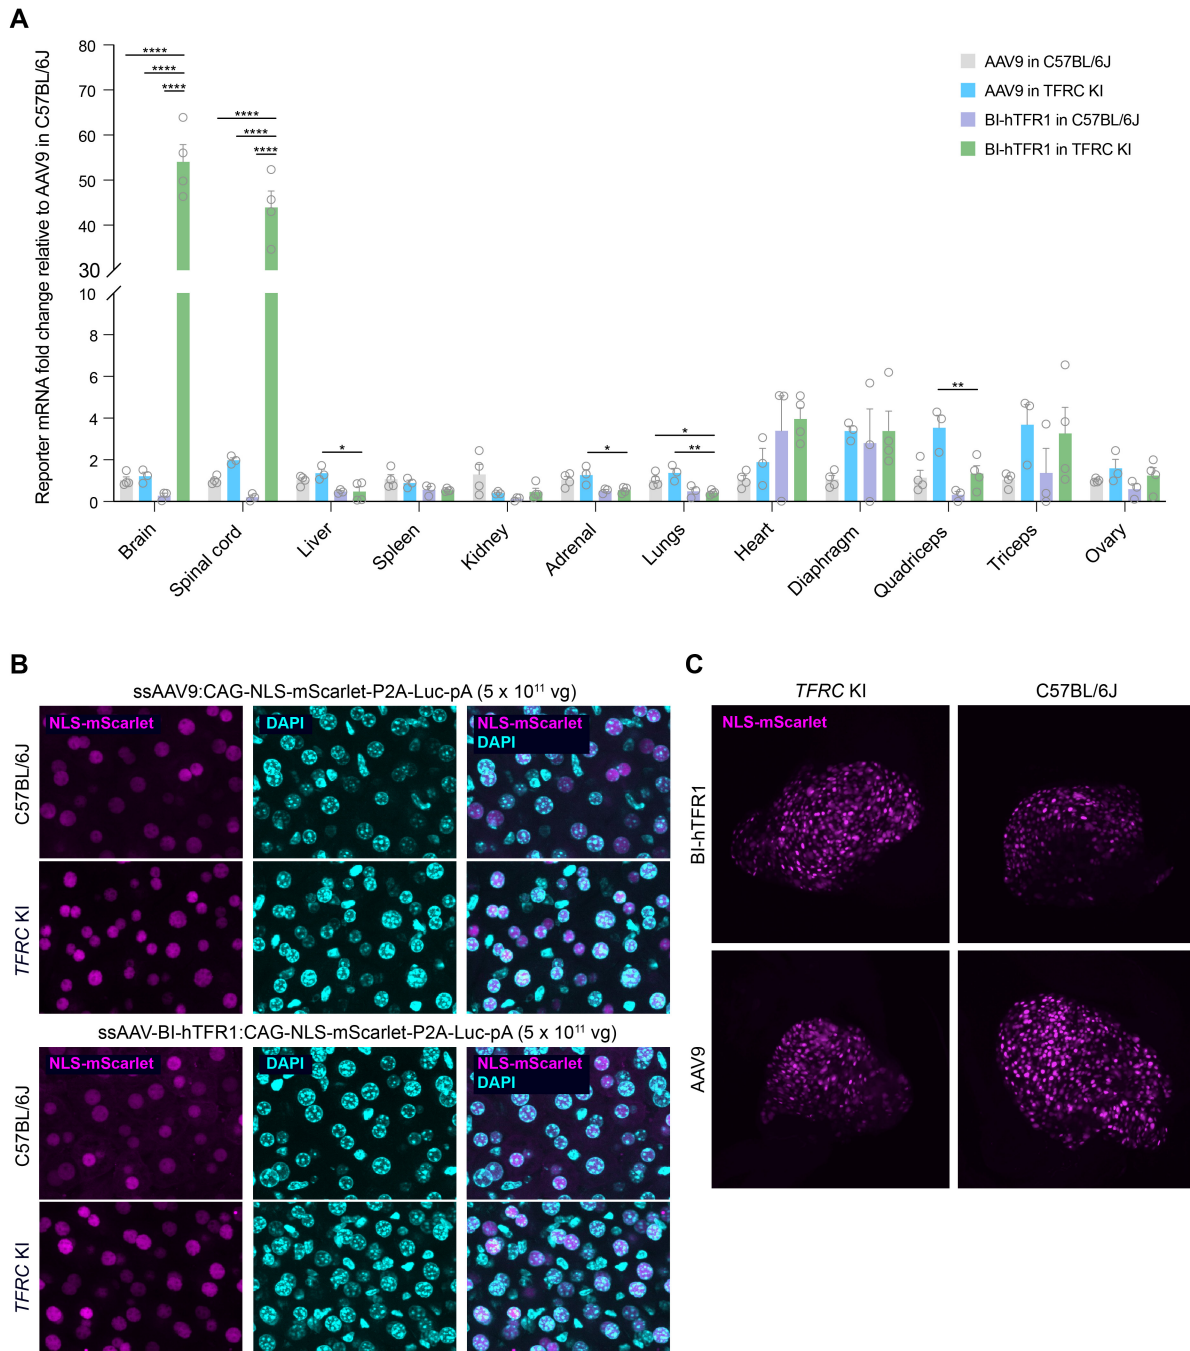 A
Reporter mRNA fold change relative to AAV9 in C57BL/6J
80
70
60
50
40
30
10
8
6
4
2
0
**** 
****
****
****
****
****
*
*
*
**
**
AAV9 in C57BL/6J
AAV9 in TFRC KI
BI-hTFR1 in C57BL/6J
BI-hTFR1 in TFRC KI
Brain
Spinal cord
Liver
Spleen
Kidney
Adrenal
Lungs
Heart
Diaphragm
Quadriceps
Triceps
Ovary
B
ssAAV9:CAG-NLS-mScarlet-P2A-Luc-pA (5 x 10¹¹ vg)
C57BL/6J
NLS-mScarlet
DAPI
NLS-mScarlet
DAPI
TFRC KI
ssAAV-BI-hTFR1:CAG-NLS-mScarlet-P2A-Luc-pA (5 x 10¹¹ vg)
C57BL/6J
NLS-mScarlet
DAPI
NLS-mScarlet
DAPI
TFRC KI
C
TFRC KI
C57BL/6J
NLS-mScarlet
BI-hTFR1
AAV9